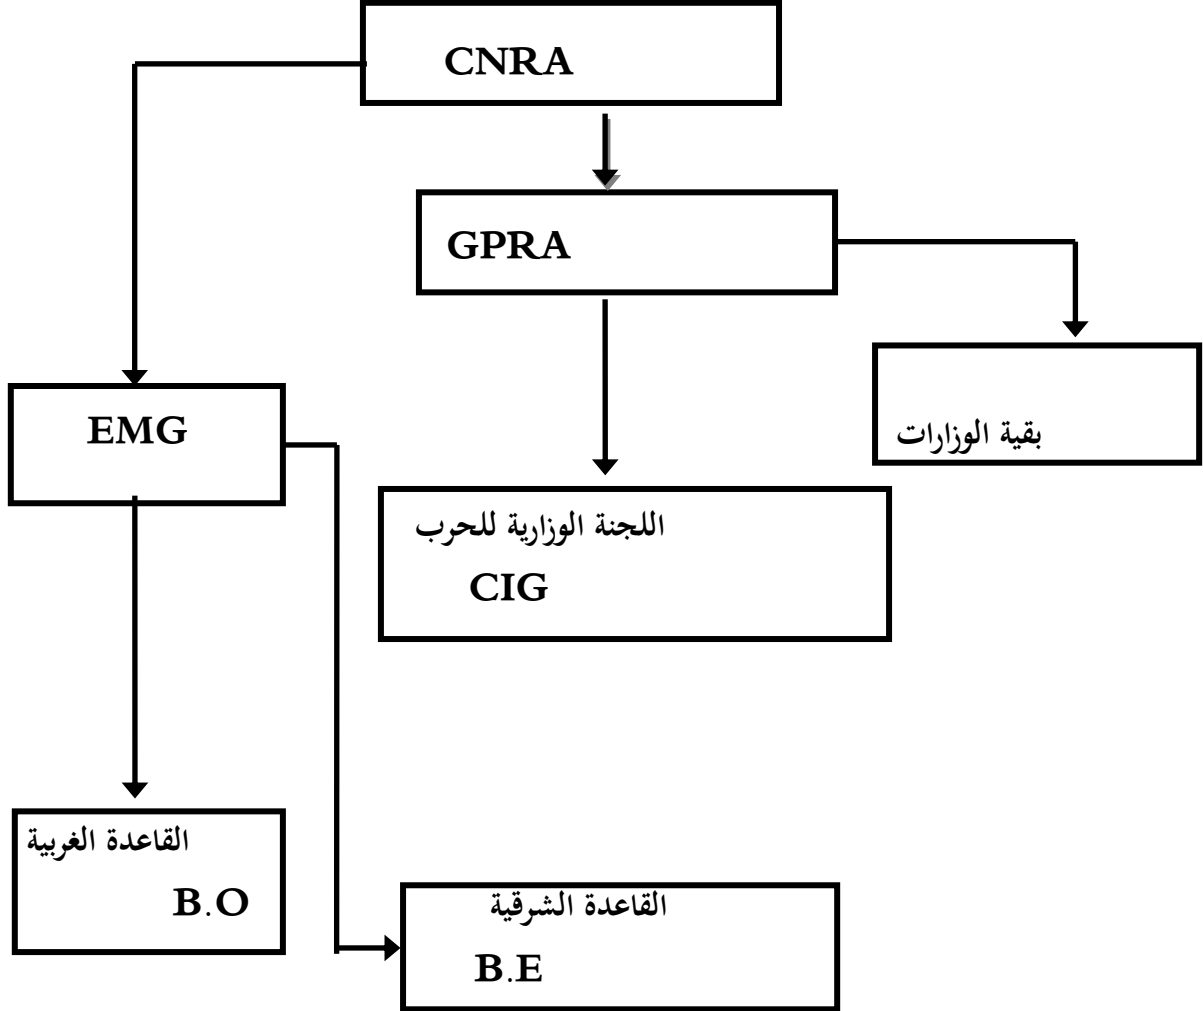 CNRA
GPRA
بقية الوزارات
EMG
اللجنة الوزارية للحرب
CIG
القاعدة الغربية
B.O
القاعدة الشرقية
B.E